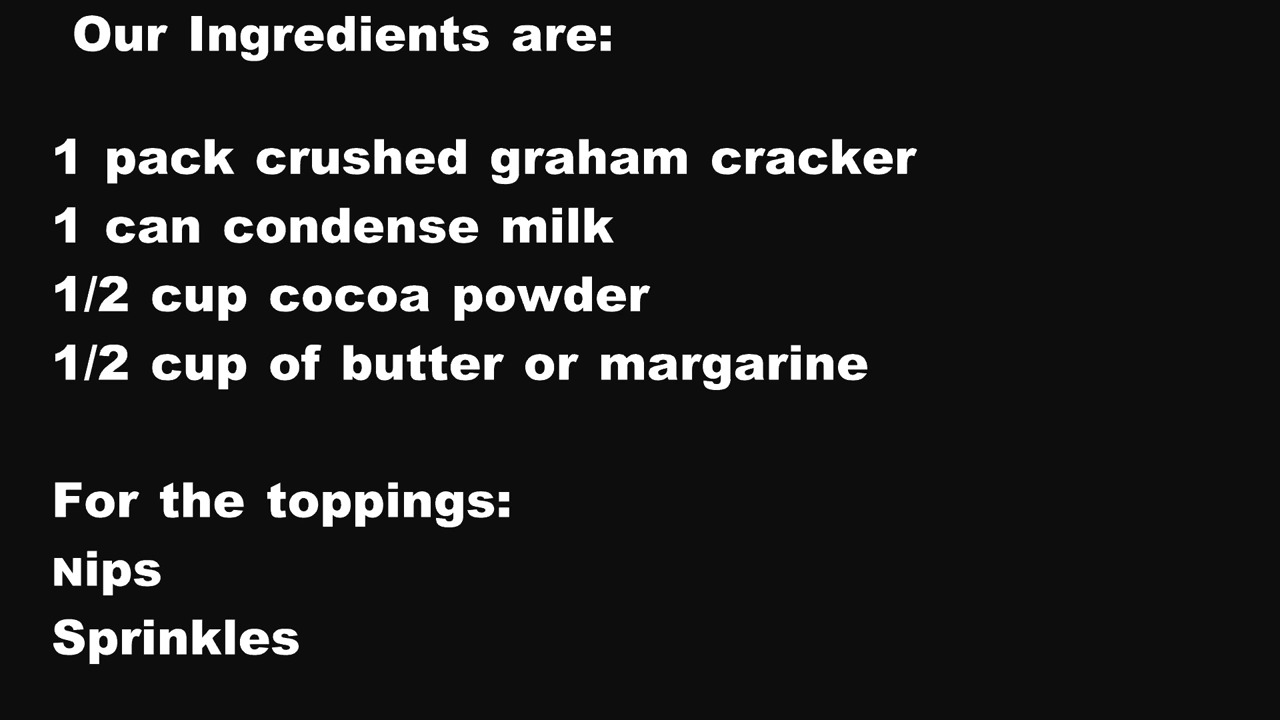 Our Ingredients are:
1 pack crushed graham cracker
1 can condense milk
1/2 cup cocoa powder
1/2 cup of butter or margarine
For the toppings:
Nips
Sprinkles